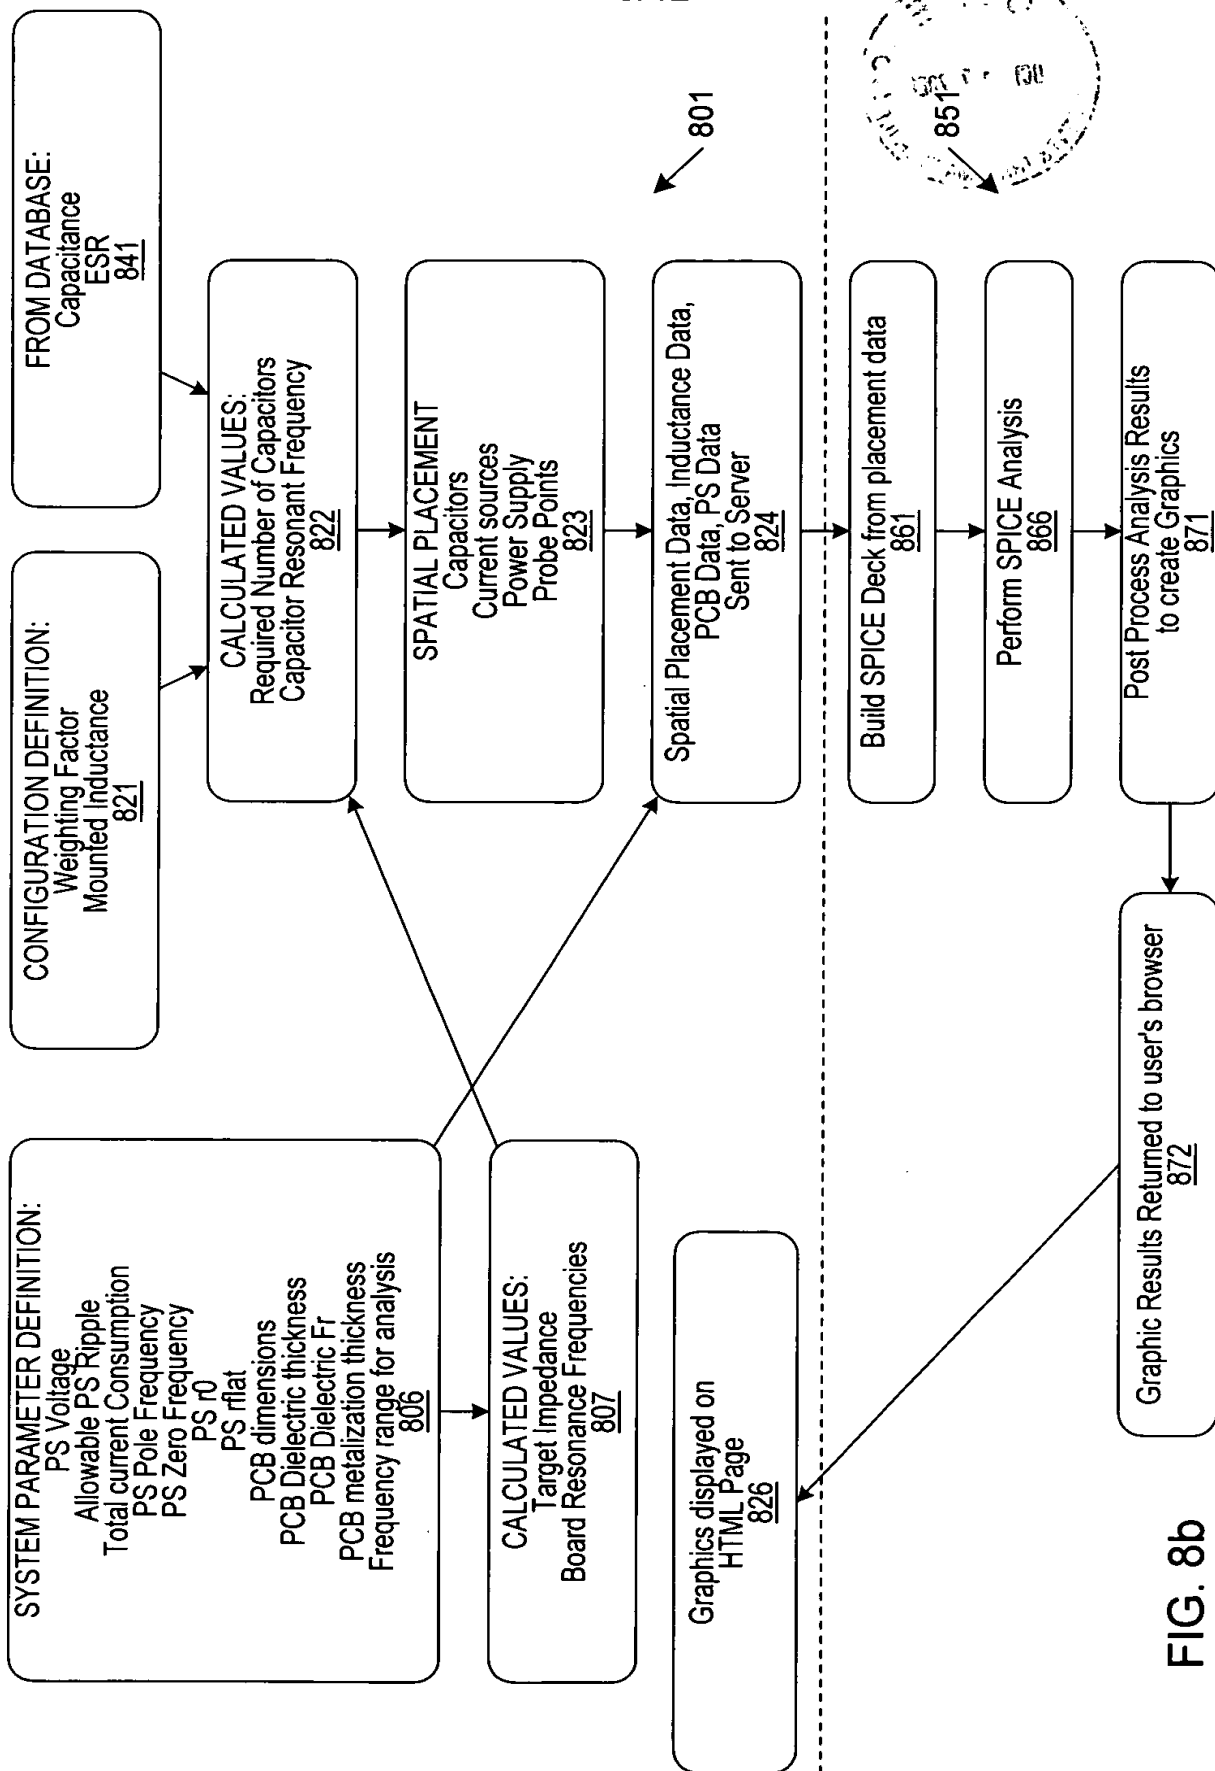 SYSTEM PARAMETER DEFINITION:
PS Voltage
Allowable PS Ripple
Total current Consumption
PS Pole Frequency
PS Zero Frequency
PS r0
PS rflat
PCB dimensions
PCB Dielectric thickness
PCB Dielectric Fr
PCB metalization thickness
Frequency range for analysis
806
CALCULATED VALUES:
Target Impedance
Board Resonance Frequencies
807
Graphics displayed on
HTML Page
826
CONFIGURATION DEFINITION:
Weighting Factor
Mounted Inductance
821
FROM DATABASE:
Capacitance
ESR
841
CALCULATED VALUES:
Required Number of Capacitors
Capacitor Resonant Frequency
822
SPATIAL PLACEMENT
Capacitors
Current sources
Power Supply
Probe Points
823
Spatial Placement Data, Inductance Data,
PCB Data, PS Data
Sent to Server
824
801
851
Build SPICE Deck from placement data
861
Perform SPICE Analysis
866
Post Process Analysis Results
to create Graphics
871
Graphic Results Returned to user's browser
872
FIG. 8b